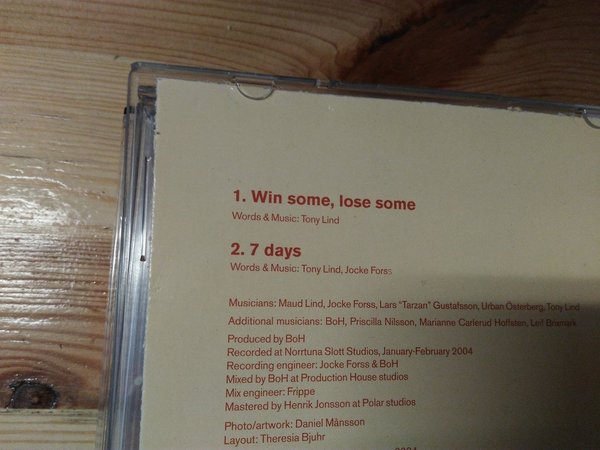 1. Win some, lose some
Words & Music: Tony Lind
2. 7 days
Words & Music: Tony Lind, Jocke Forss
Musicians: Maud Lind, Jocke Forss, Lars "Tarzan" Gustafsson, Urban Österberg, Tony Lind
Additional musicians: BoH, Priscilla Nilsson, Marianne Carlerud Hoffsten, Leif Brixmark
Produced by BoH
Recorded at Norrtuna Slott Studios, January-February 2004
Recording engineer: Jocke Forss & BoH
Mixed by BoH at Production House studios
Mix engineer: Frippe
Mastered by Henrik Jonsson at Polar studios
Photo/artwork: Daniel Månsson
Layout: Theresia Bjuhr